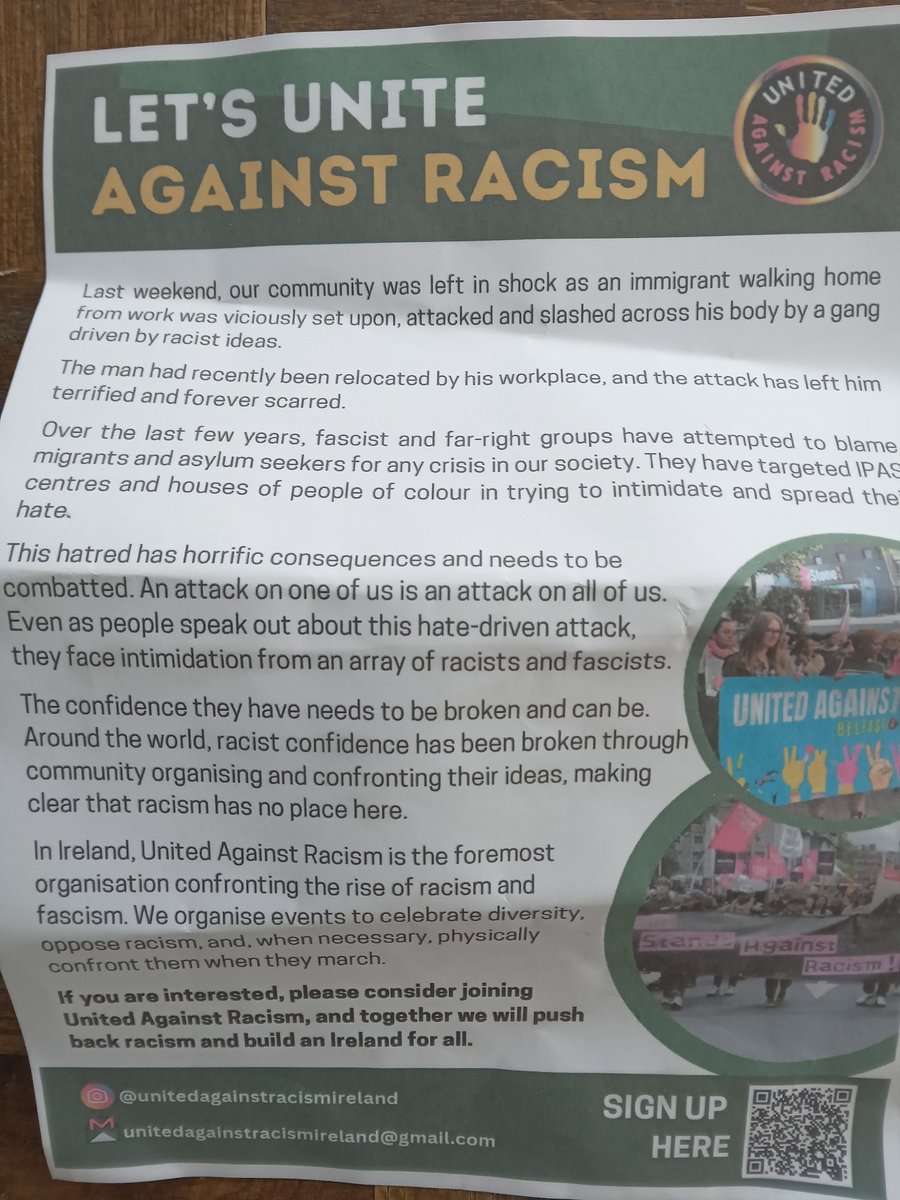 LET'S UNITE
AGAINST RACISM
UNITED
AGAINST RACISM
Last weekend, our community was left in shock as an immigrant walking home
from work was viciously set upon, attacked and slashed across his body by a gang
driven by racist ideas.
The man had recently been relocated by his workplace, and the attack has left him
terrified and forever scarred.
Over the last few years, fascist and far-right groups have attempted to blame
migrants and asylum seekers for any crisis in our society. They have targeted IPAS
centres and houses of people of colour in trying to intimidate and spread thei
hate.
This hatred has horrific consequences and needs to be
combatted. An attack on one of us is an attack on all of us.
Even as people speak out about this hate-driven attack,
they face intimidation from an array of racists and fascists.
The confidence they have needs to be broken and can be.
Around the world, racist confidence has been broken through
community organising and confronting their ideas, making
clear that racism has no place here.
In Ireland, United Against Racism is the foremost
organisation confronting the rise of racism and
fascism. We organise events to celebrate diversity,
oppose racism, and, when necessary, physically
confront them when they march.
If you are interested, please consider joining
United Against Racism, and together we will push
back racism and build an Ireland for all.
UNITED AGAINST
BELFAST
Stand Against
Racism!
@unitedagainstracismireland
unitedagainstracismireland@gmail.com
SIGN UP
HERE